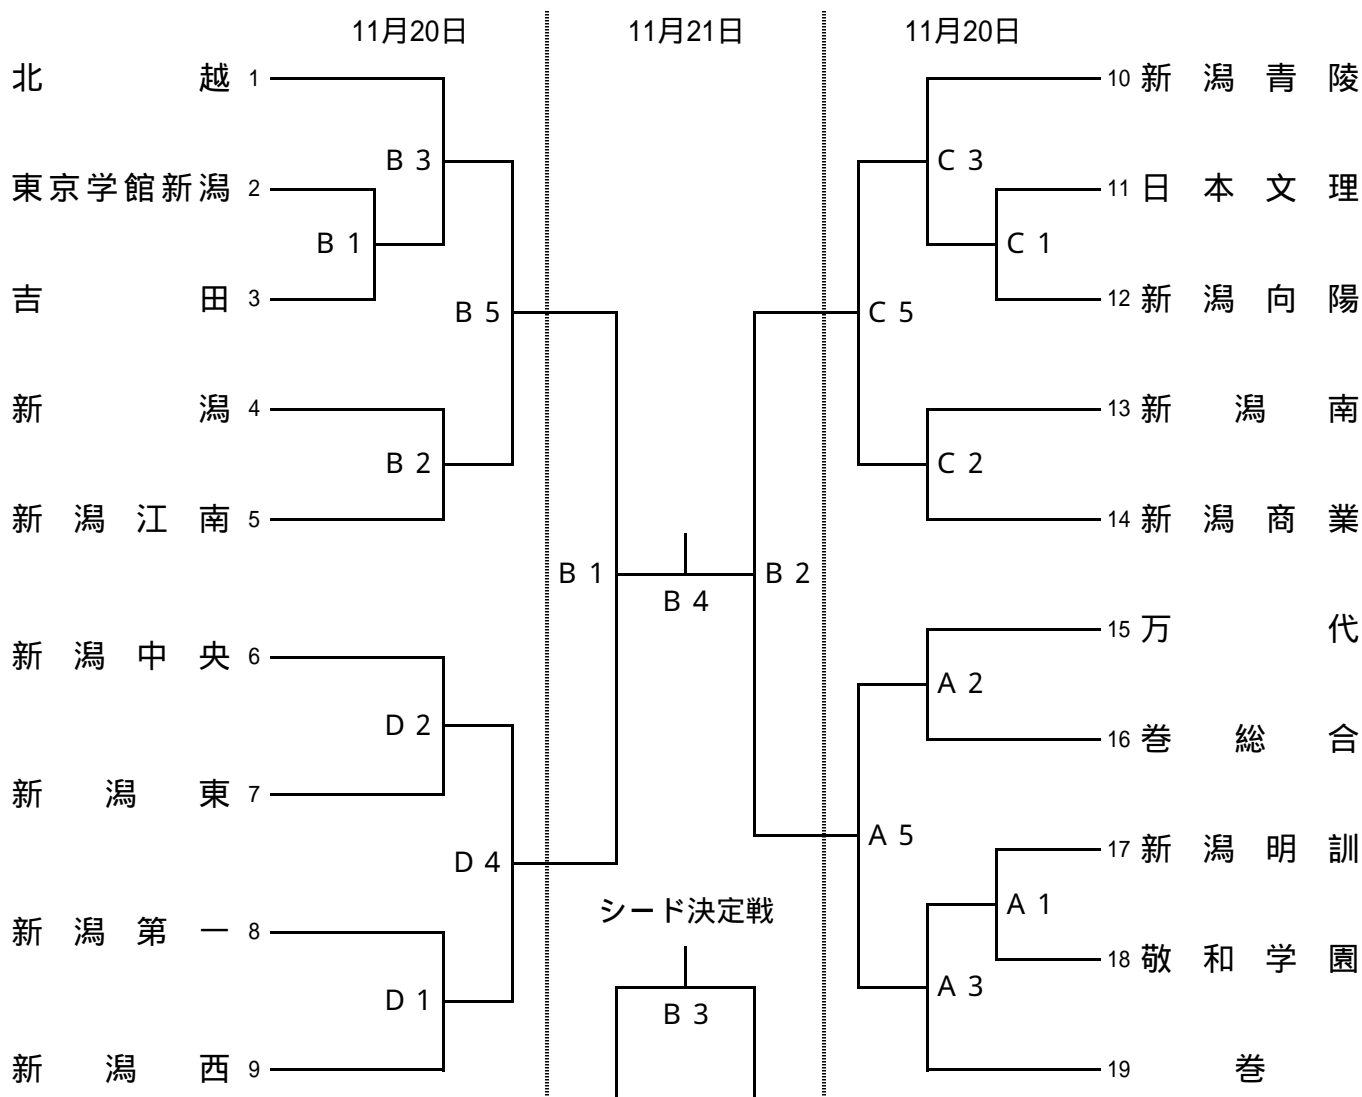 11月20日 11月21日 11月20日
北越 1
東京学館新潟 2
吉田 3
新潟 4
新潟江南 5
新潟中央 6
新潟東 7
新潟第一 8
新潟西 9
B 3
B 1
B 5
B 2
D 2
D 4
D 1
B 1
B 4
B 2
シード決定戦
B 3
C 3
C 1
C 5
C 2
A 2
A 5
A 1
A 3
10 新潟青陵
11 日本文理
12 新潟向陽
13 新潟南
14 新潟商業
15 万代
16 巻総合
17 新潟明訓
18 敬和学園
19 巻